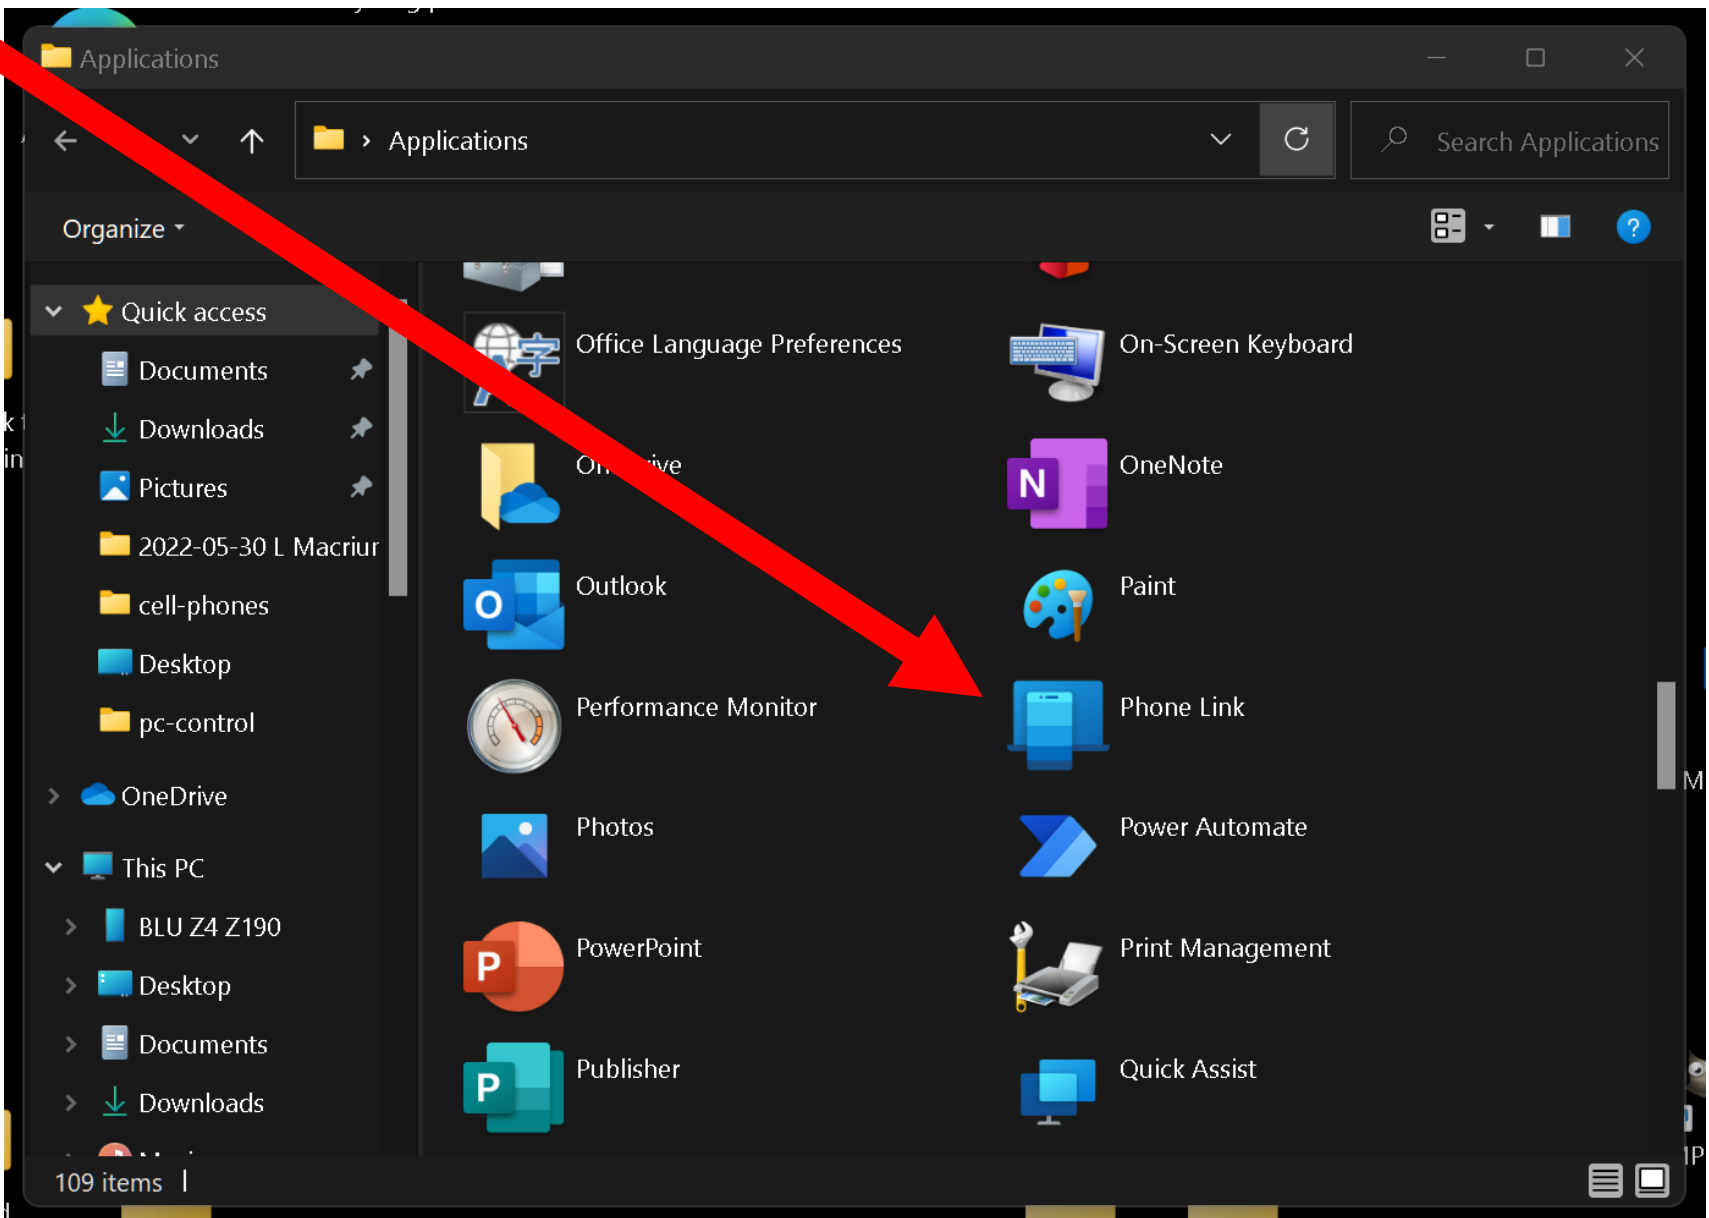 Applications
Applications
Search Applications
Organize
Quick access
Documents
Downloads
Pictures
2022-05-30 L Macriur
cell-phones
Desktop
pc-control
OneDrive
This PC
BLU Z4 Z190
Desktop
Documents
Downloads
Office Language Preferences
On-Screen Keyboard
OneNote
Outlook
Paint
Performance Monitor
Phone Link
Photos
Power Automate
PowerPoint
Print Management
Publisher
Quick Assist
109 items